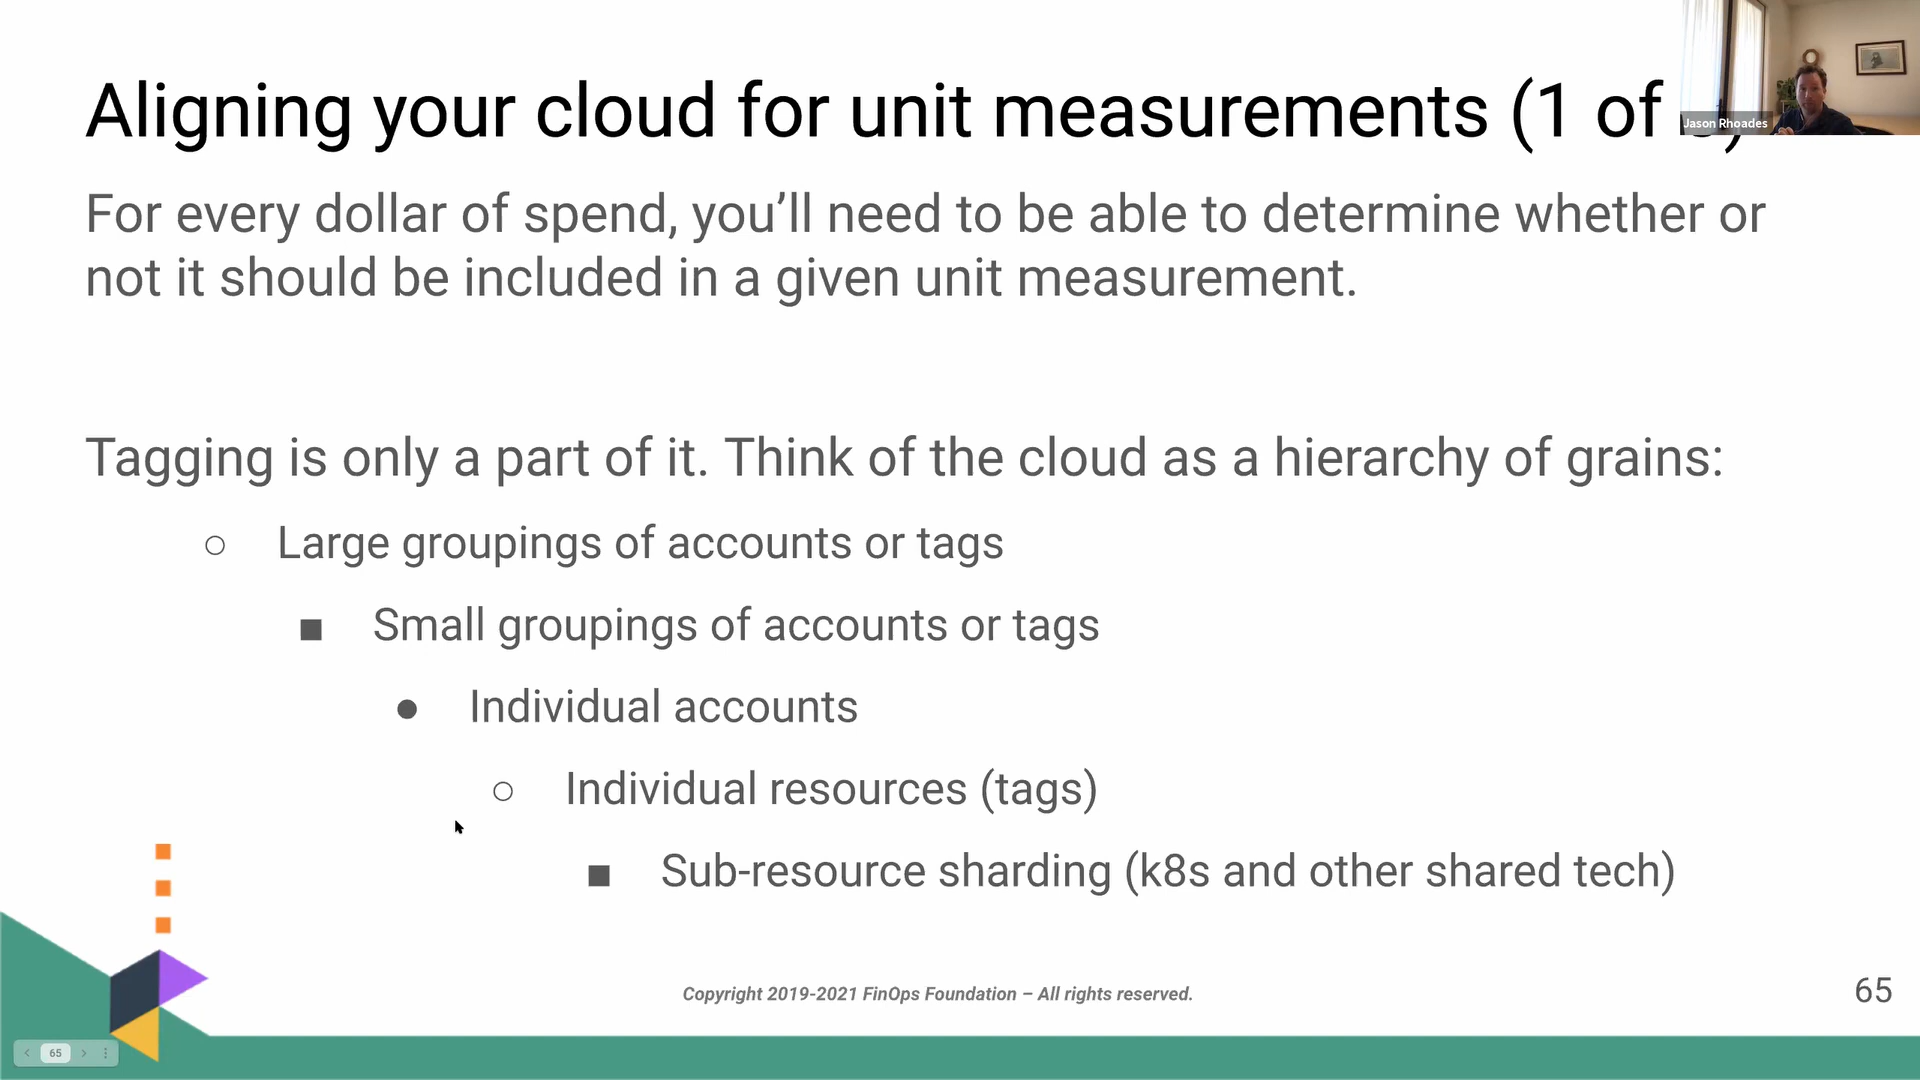 Aligning your cloud for unit measurements (1 of
Jason Rhoades
For every dollar of spend, you’ll need to be able to determine whether or
not it should be included in a given unit measurement.
Tagging is only a part of it. Think of the cloud as a hierarchy of grains:
○ Large groupings of accounts or tags
■ Small groupings of accounts or tags
● Individual accounts
○ Individual resources (tags)
■ Sub-resource sharding (k8s and other shared tech)
Copyright 2019-2021 FinOps Foundation – All rights reserved.
65
65